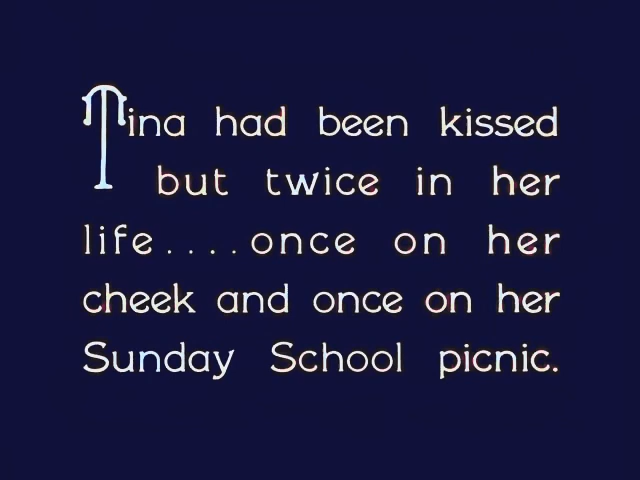 Tina had been kissed
but twice in her
life....once on her
cheek and once on her
Sunday School picnic.